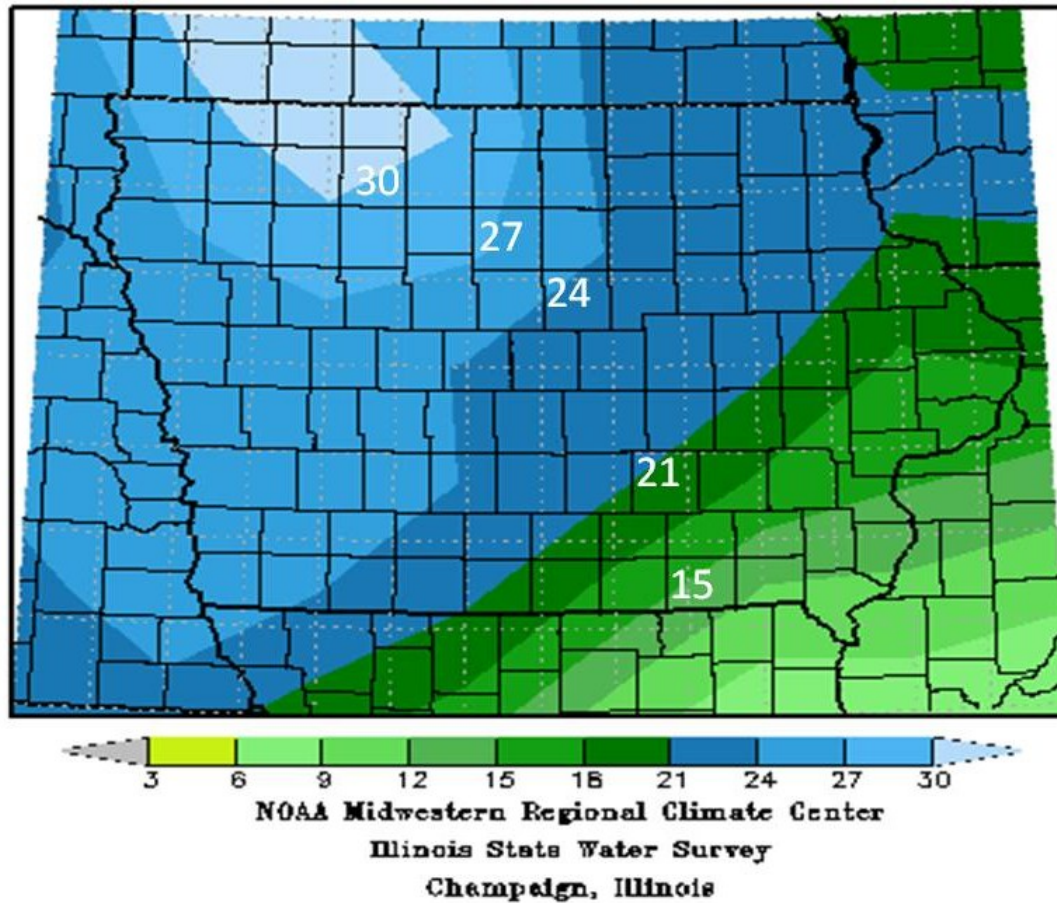 30
27
24
21
15
3 6 9 12 15 18 21 24 27 30
NOAA Midwestern Regional Climate Center
Illinois State Water Survey
Champaign, Illinois